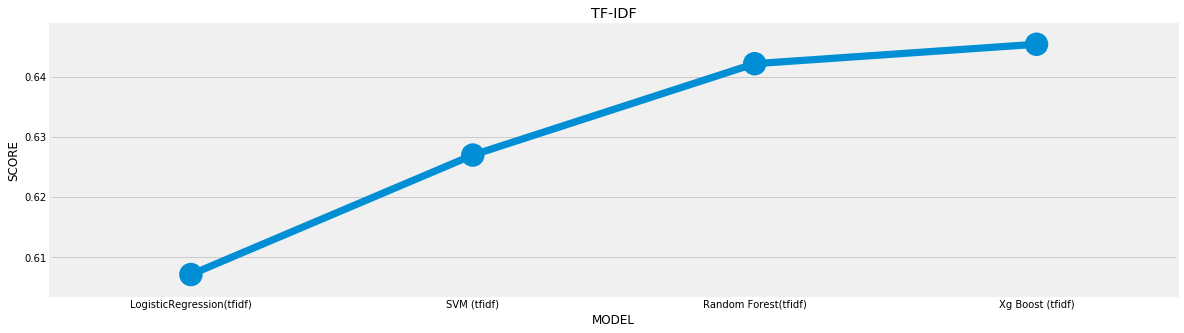 TF-IDF
SCORE
0.64
0.63
0.62
0.61
LogisticRegression(tfidf) SVM (tfidf) Random Forest(tfidf) Xg Boost (tfidf)
MODEL